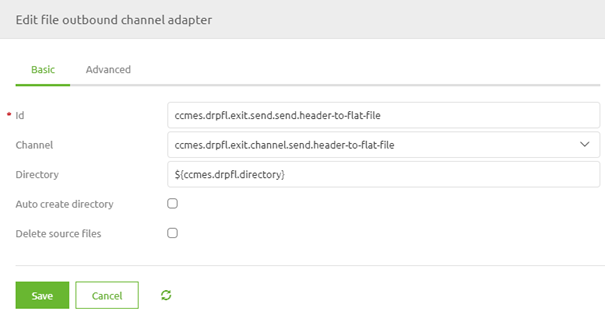 Edit file outbound channel adapter
Basic Advanced
* Id ccmes.drpfl.exit.send.send.header-to-flat-file
Channel ccmes.drpfl.exit.channel.send.header-to-flat-file
Directory ${ccmes.drpfl.directory}
Auto create directory
Delete source files
Save Cancel